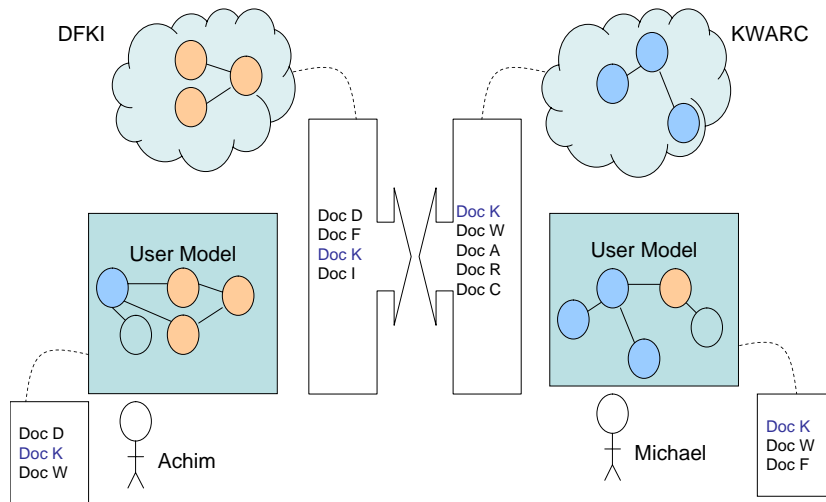 DFKI
KWARC
Doc D
Doc F
Doc K
Doc I
Doc K
Doc W
Doc A
Doc R
Doc C
User Model
User Model
Doc D
Doc K
Doc W
Achim
Michael
Doc K
Doc W
Doc F